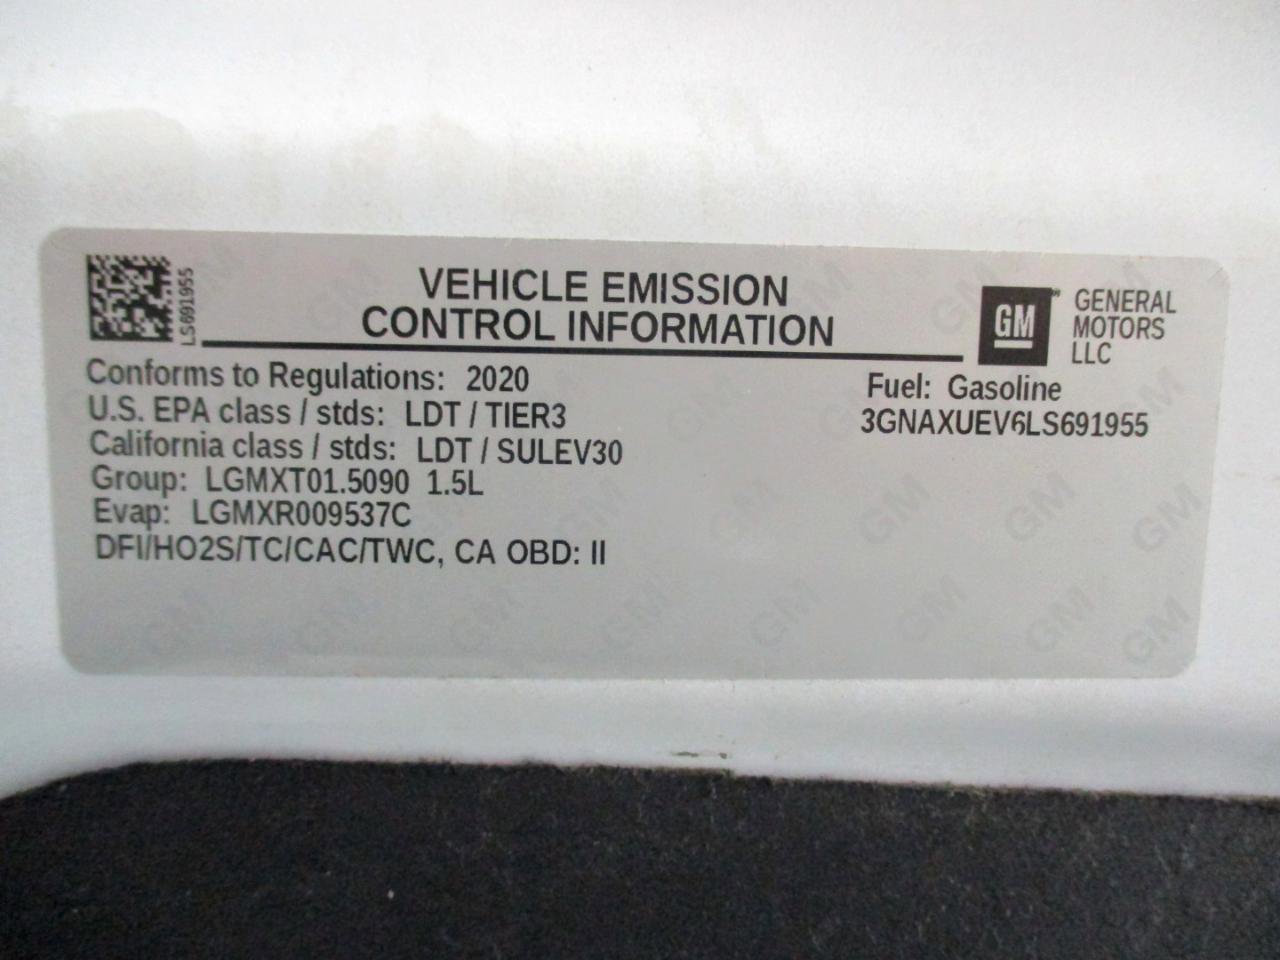 LS691955
VEHICLE EMISSION
CONTROL INFORMATION
GM
GENERAL
MOTORS
LLC
Conforms to Regulations: 2020
U.S. EPA class / stds: LDT / TIER3
California class / stds: LDT / SULEV30
Group: LGMXT01.5090 1.5L
Evap: LGMXR009537C
DFI/HO2S/TC/CAC/TWC, CA OBD: II
Fuel: Gasoline
3GNAXUEV6LS691955